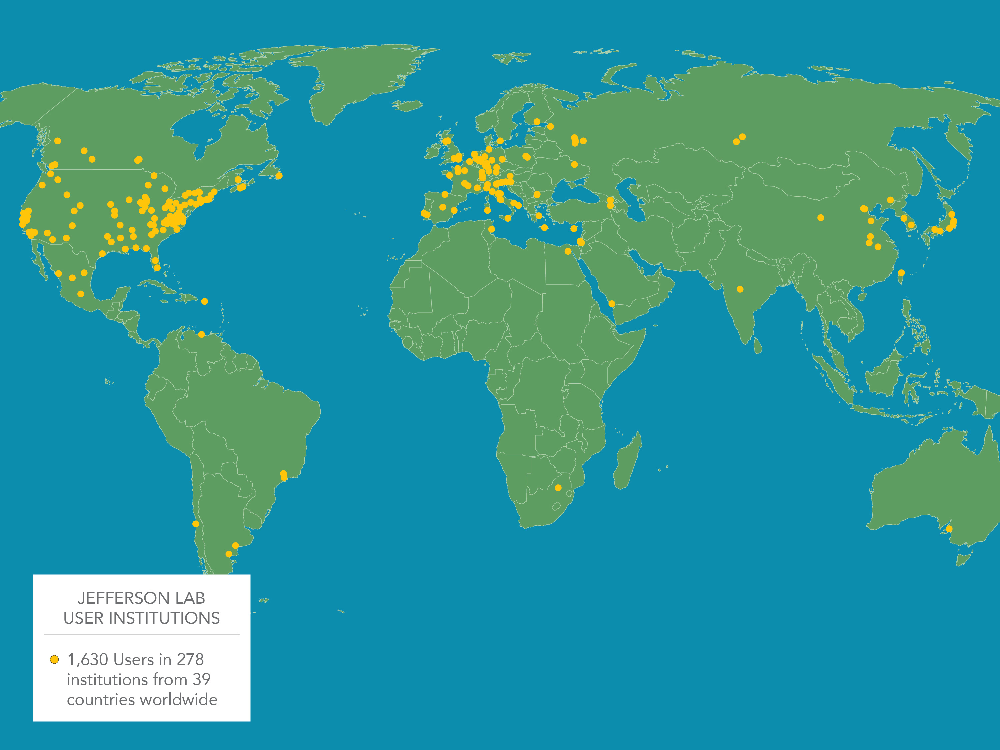 JEFFERSON LAB
USER INSTITUTIONS
1,630 Users in 278
institutions from 39
countries worldwide